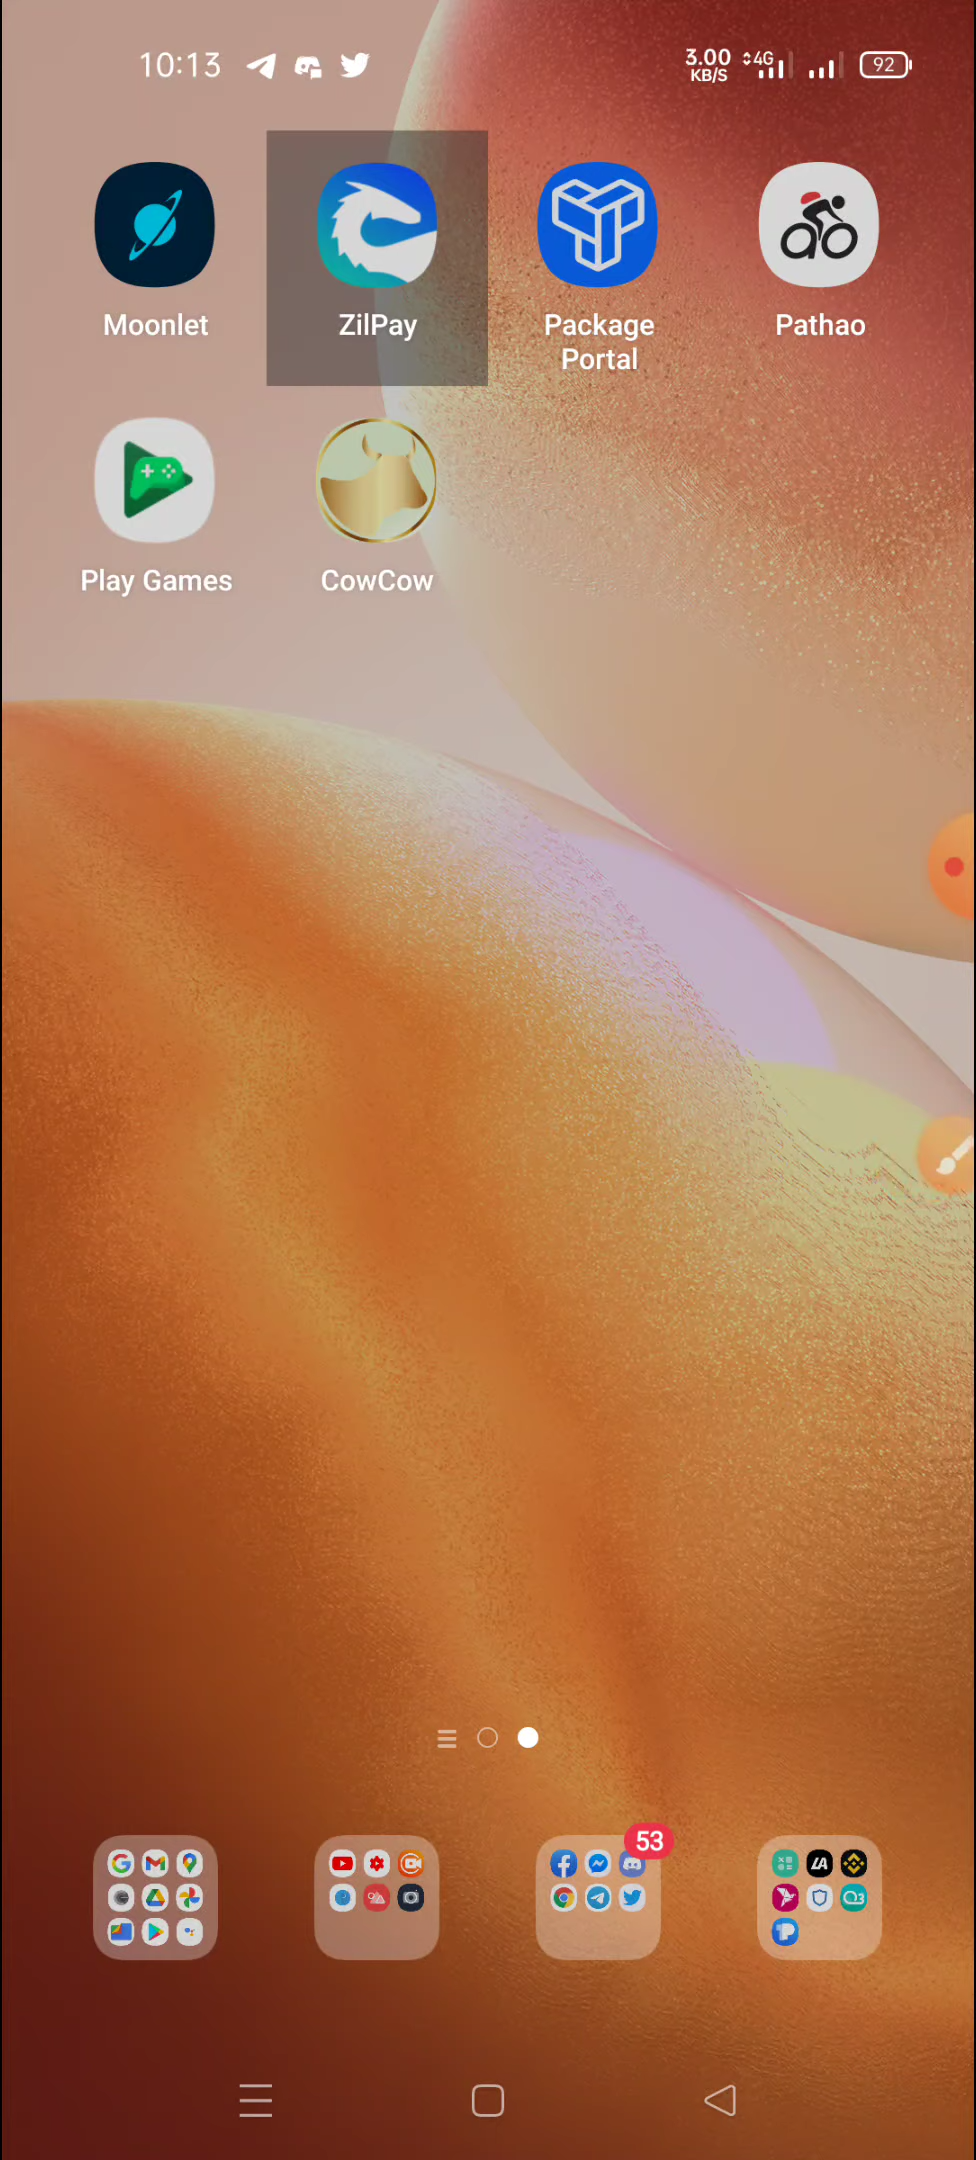 10:13
3.00
KB/S
4G
92
Moonlet
ZilPay
Package
Portal
Pathao
Play Games
CowCow
53